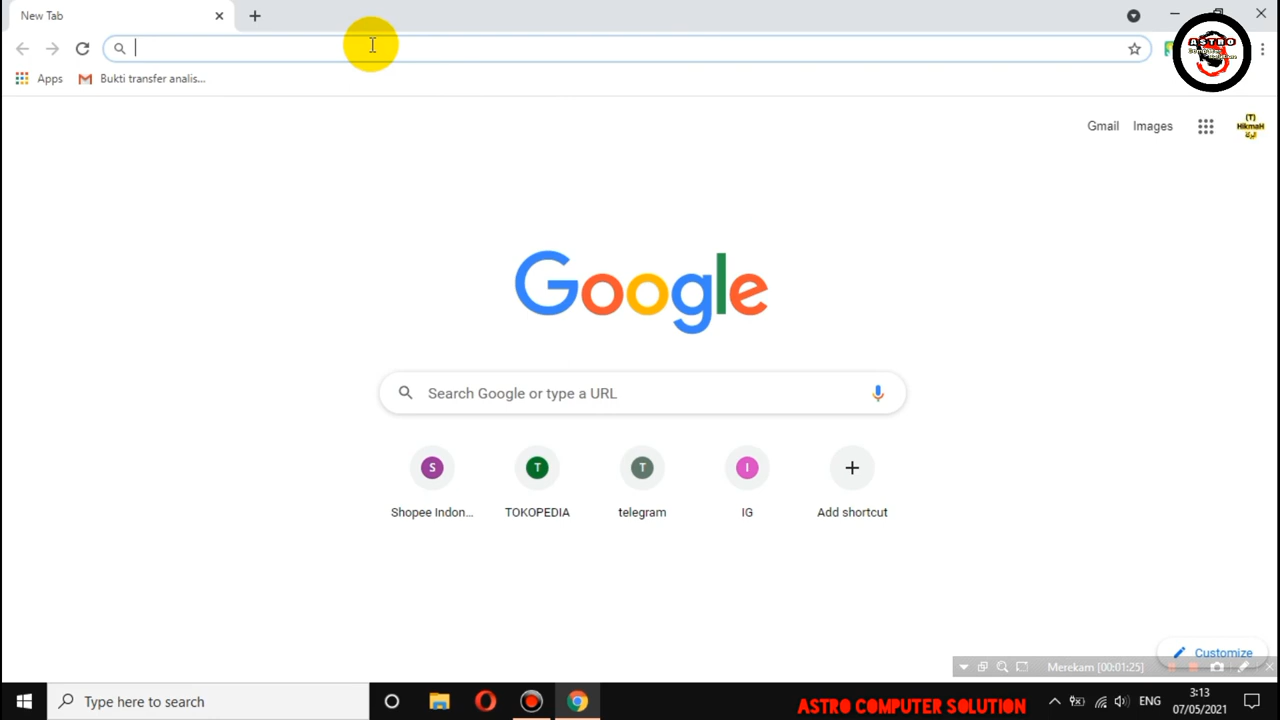 New Tab
Apps
Bukti transfer analis...
ASTRO
Gmail
Images
(T)
HikmaH
Google
Search Google or type a URL
S
T
T
I
Shopee Indon...
TOKOPEDIA
telegram
IG
Add shortcut
Customize
Merekam [00:01:25]
Type here to search
ASTRO COMPUTER SOLUTION
ENG
3:13
07/05/2021